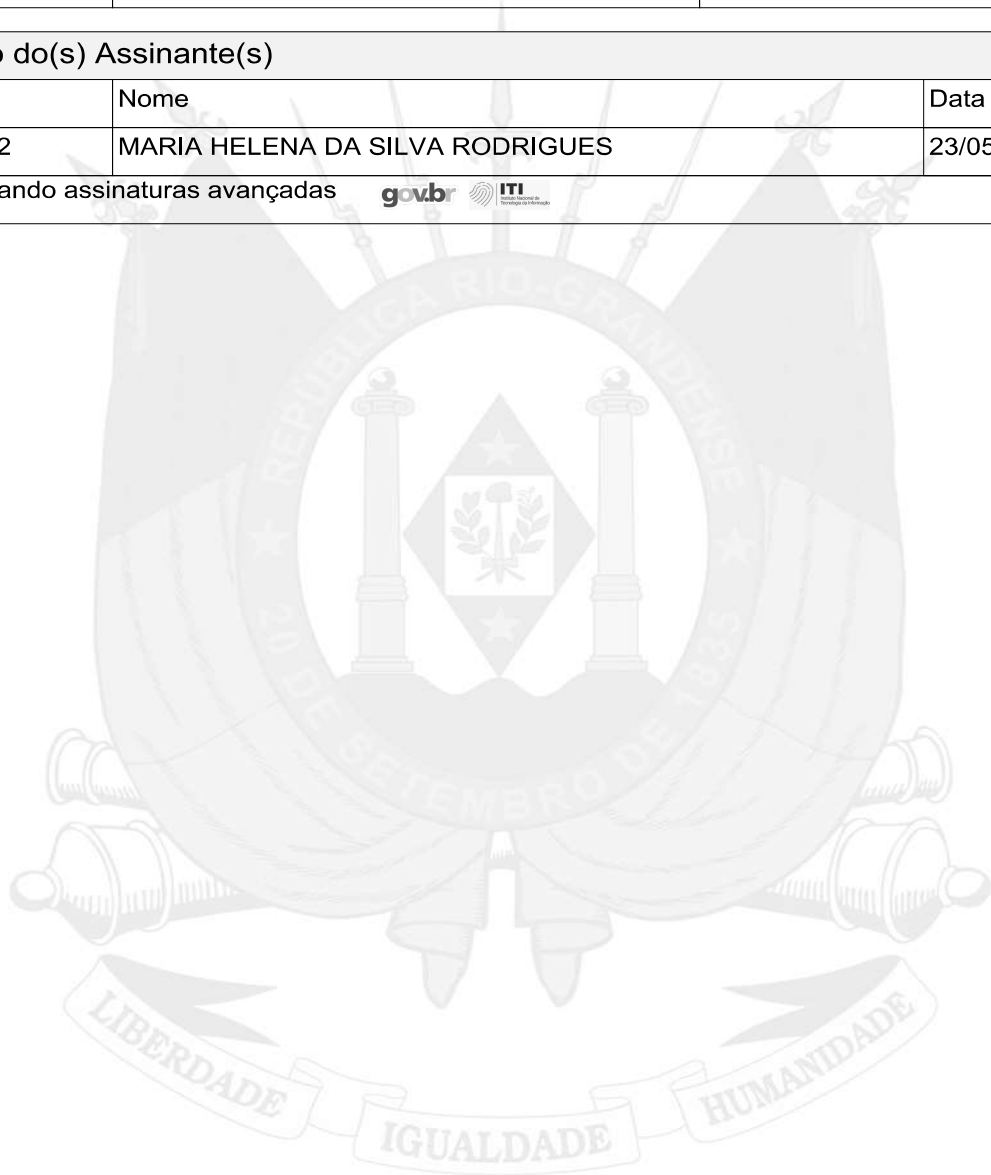 o do(s) Assinante(s)
Nome Data
2 MARIA HELENA DA SILVA RODRIGUES 23/05
ando assinaturas avançadas gov.br ITI
REPÚBLICA RIO-GRANDENSE
20 DE SETEMBRO DE 1835
LIBERDADE IGUALDADE HUMANIDADE